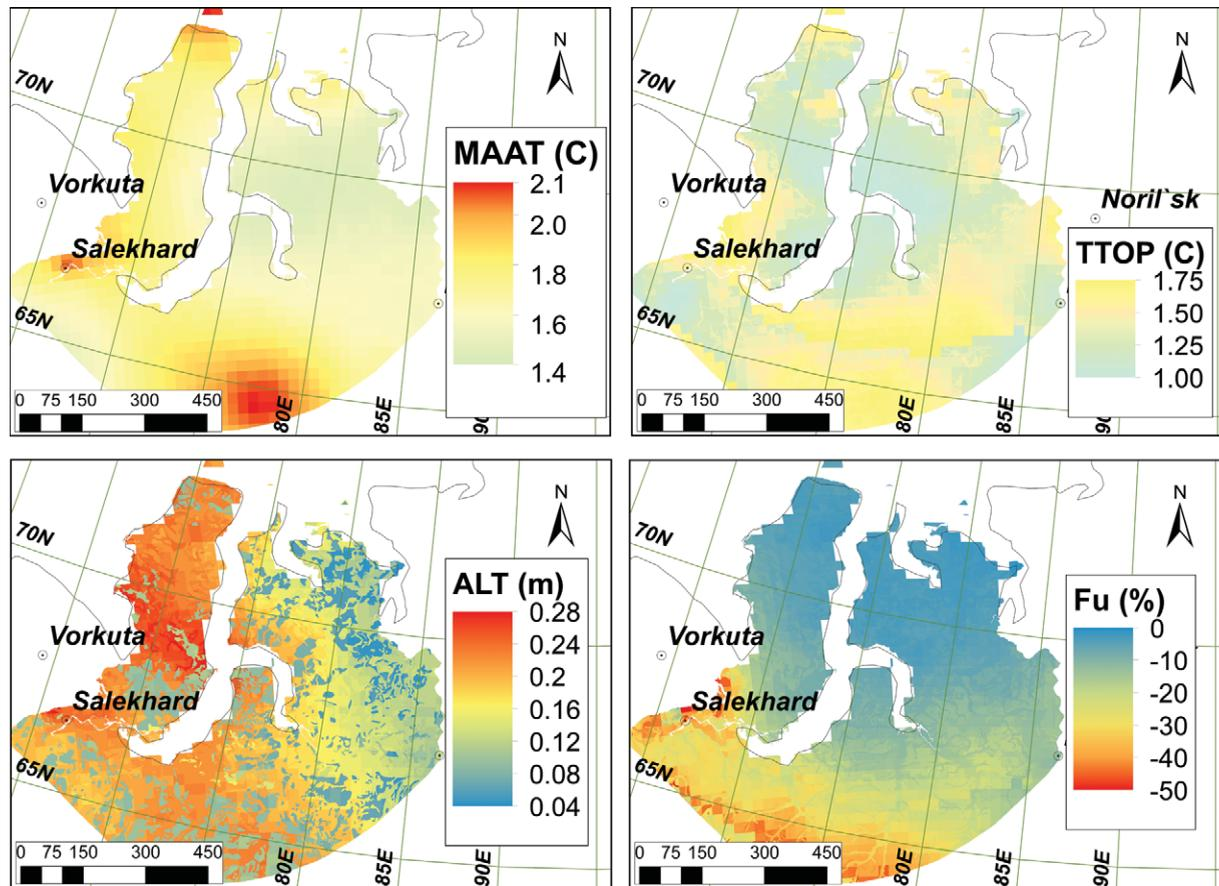 70N
N
MAAT (C)
2.1
2.0
1.8
1.6
1.4
Vorkuta
Salekhard
65N
0 75 150 300 450
80E
85E
90
70N
N
Vorkuta
Noril`sk
Salekhard
TTOP (C)
1.75
1.50
1.25
1.00
65N
0 75 150 300 450
80E
85E
90
70N
N
ALT (m)
0.28
0.2
0.16
0.12
0.08
0.04
Vorkuta
Salekhard
65N
0 75 150 300 450
80E
85E
90E
70N
N
Fu (%)
0
-10
-20
-30
-40
-50
Vorkuta
Salekhard
65N
0 75 150 300 450
80E
85E
90E